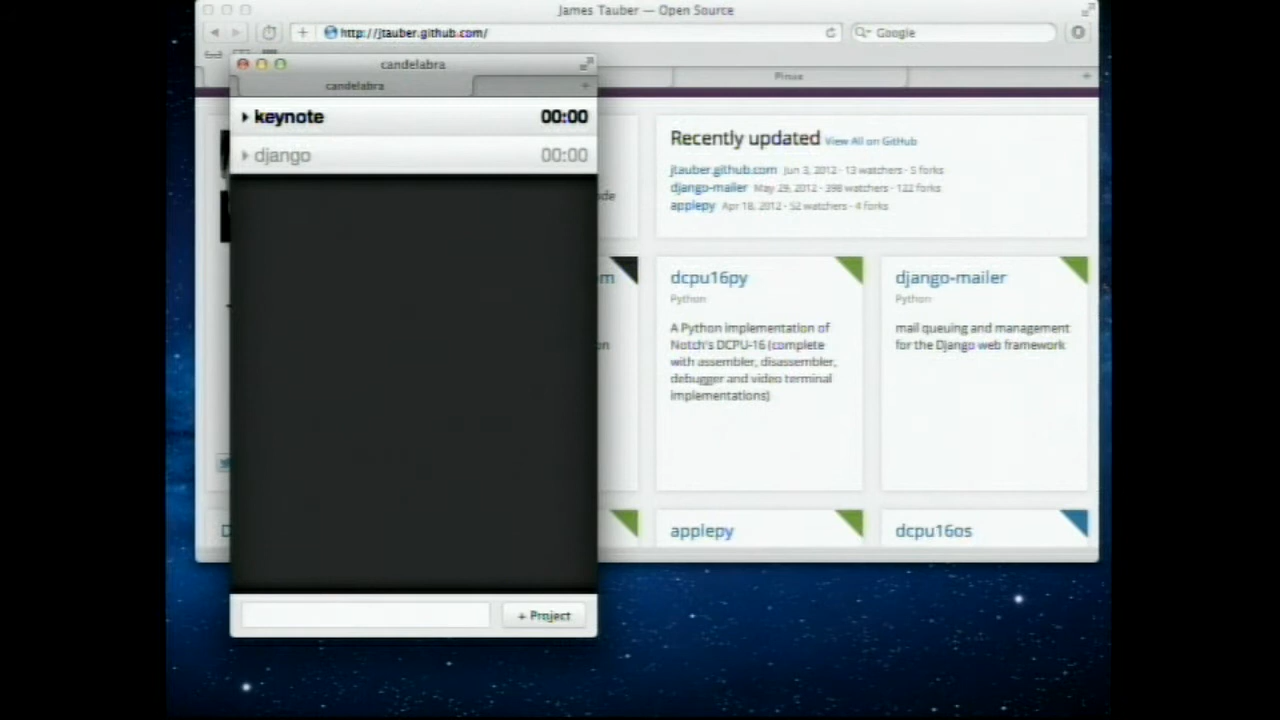 James Tauber — Open Source
http://jtauber.github.com/
Google
candelabra
candelabra
Pinax
keynote 00:00
django 00:00
+ Project
Recently updated View All on GitHub
jtauber.github.com Jun 3, 2012 · 13 watchers · 5 forks
django-mailer May 29, 2012 · 398 watchers · 122 forks
applepy Apr 18, 2012 · 52 watchers · 4 forks
dcpu16py
Python
A Python implementation of
Notch's DCPU-16 (complete
with assembler, disassembler,
debugger and video terminal
implementations)
django-mailer
Python
mail queuing and management
for the Django web framework
applepy
dcpu16os